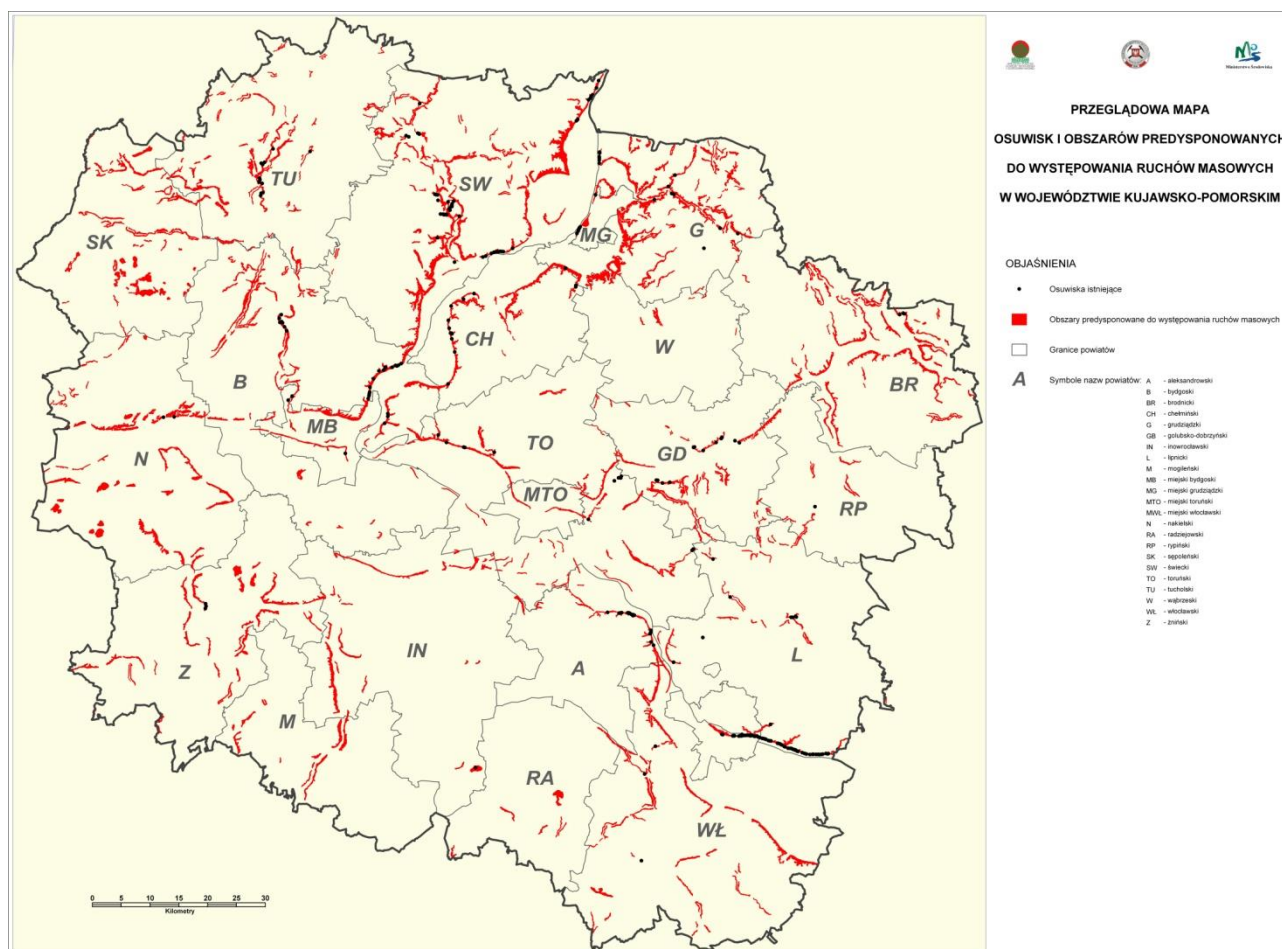 Ministerstwo Środowiska
PRZEGLĄDOWA MAPA
OSUWISK I OBSZARÓW PREDYSPONOWANYCH
DO WYSTĘPOWANIA RUCHÓW MASOWYCH
W WOJEWÓDZTWIE KUJAWSKO-POMORSKIM
OBJAŚNIENIA
Osuwiska istniejące
Obszary predysponowane do występowania ruchów masowych
Granice powiatów
A Symbole nazw powiatów:
A - aleksandrowski
B - bydgoski
BR - brodnicki
CH - chełmiński
G - grudziądzki
GB - golubsko-dobrzyński
IN - inowrocławski
L - lipnicki
M - mogileński
MB - miejski bydgoski
MG - miejski grudziądzki
MTO - miejski toruński
MWŁ - miejski włocławski
N - nakielski
RA - radziejowski
RP - rypiński
SK - sępoleński
SW - świecki
TO - toruński
TU - tucholski
W - wąbrzeski
WŁ - włocławski
Z - żniński
TU
SW
SK
MG
G
CH
W
B
BR
MB
N
TO
GD
MTO
RP
IN
A
L
Z
M
RA
WŁ
0 5 10 15 20 25 30
Kilometry